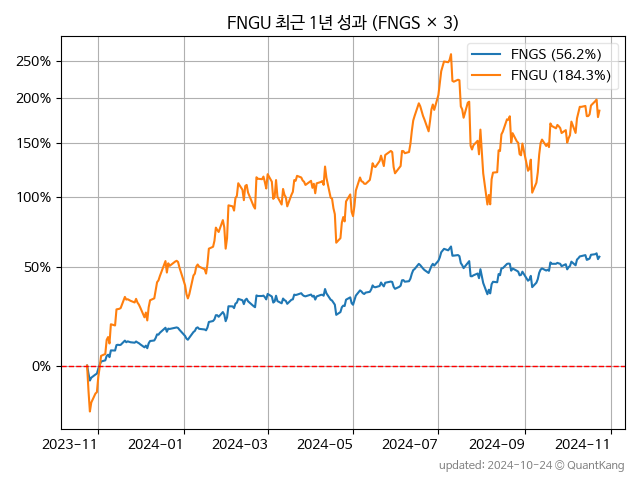 FNGU 최근 1년 성과 (FNGS × 3)
FNGS (56.2%)
FNGU (184.3%)
250%
200%
150%
100%
50%
0%
2023-11 2024-01 2024-03 2024-05 2024-07 2024-09 2024-11
updated: 2024-10-24 © QuantKang